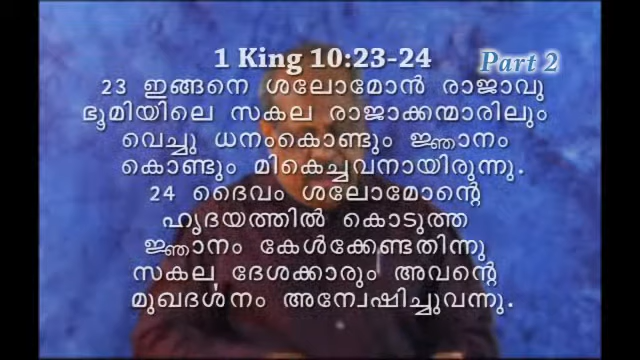 1 King 10:23-24
Part 2
23 ഇങ്ങനെ ശലോമോൻ രാജാവു
ഭൂമിയിലെ സകല രാജാക്കന്മാരിലും
വെച്ചു ധനംകൊണ്ടും ജ്ഞാനം
കൊണ്ടും മികെച്ചവനായിരുന്നു.
24 ദൈവം ശലോമോന്റെ
ഹൃദയത്തിൽ കൊടുത്ത
ജ്ഞാനം കേൾക്കേണ്ടതിന്നു
സകല ദേശക്കാരും അവന്റെ
മുഖദർശനം അന്വേഷിച്ചുവന്നു.